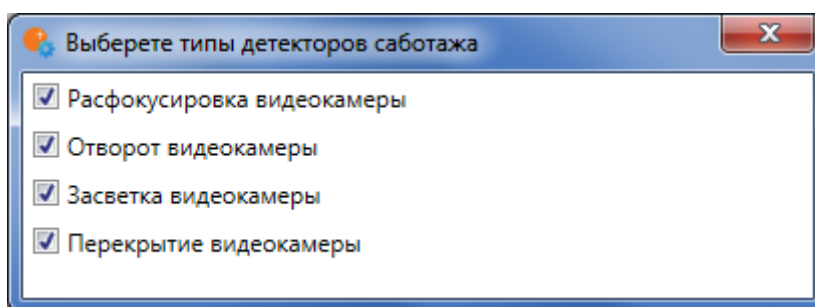 Выберете типы детекторов саботажа
Расфокусировка видеокамеры
Отворот видеокамеры
Засветка видеокамеры
Перекрытие видеокамеры